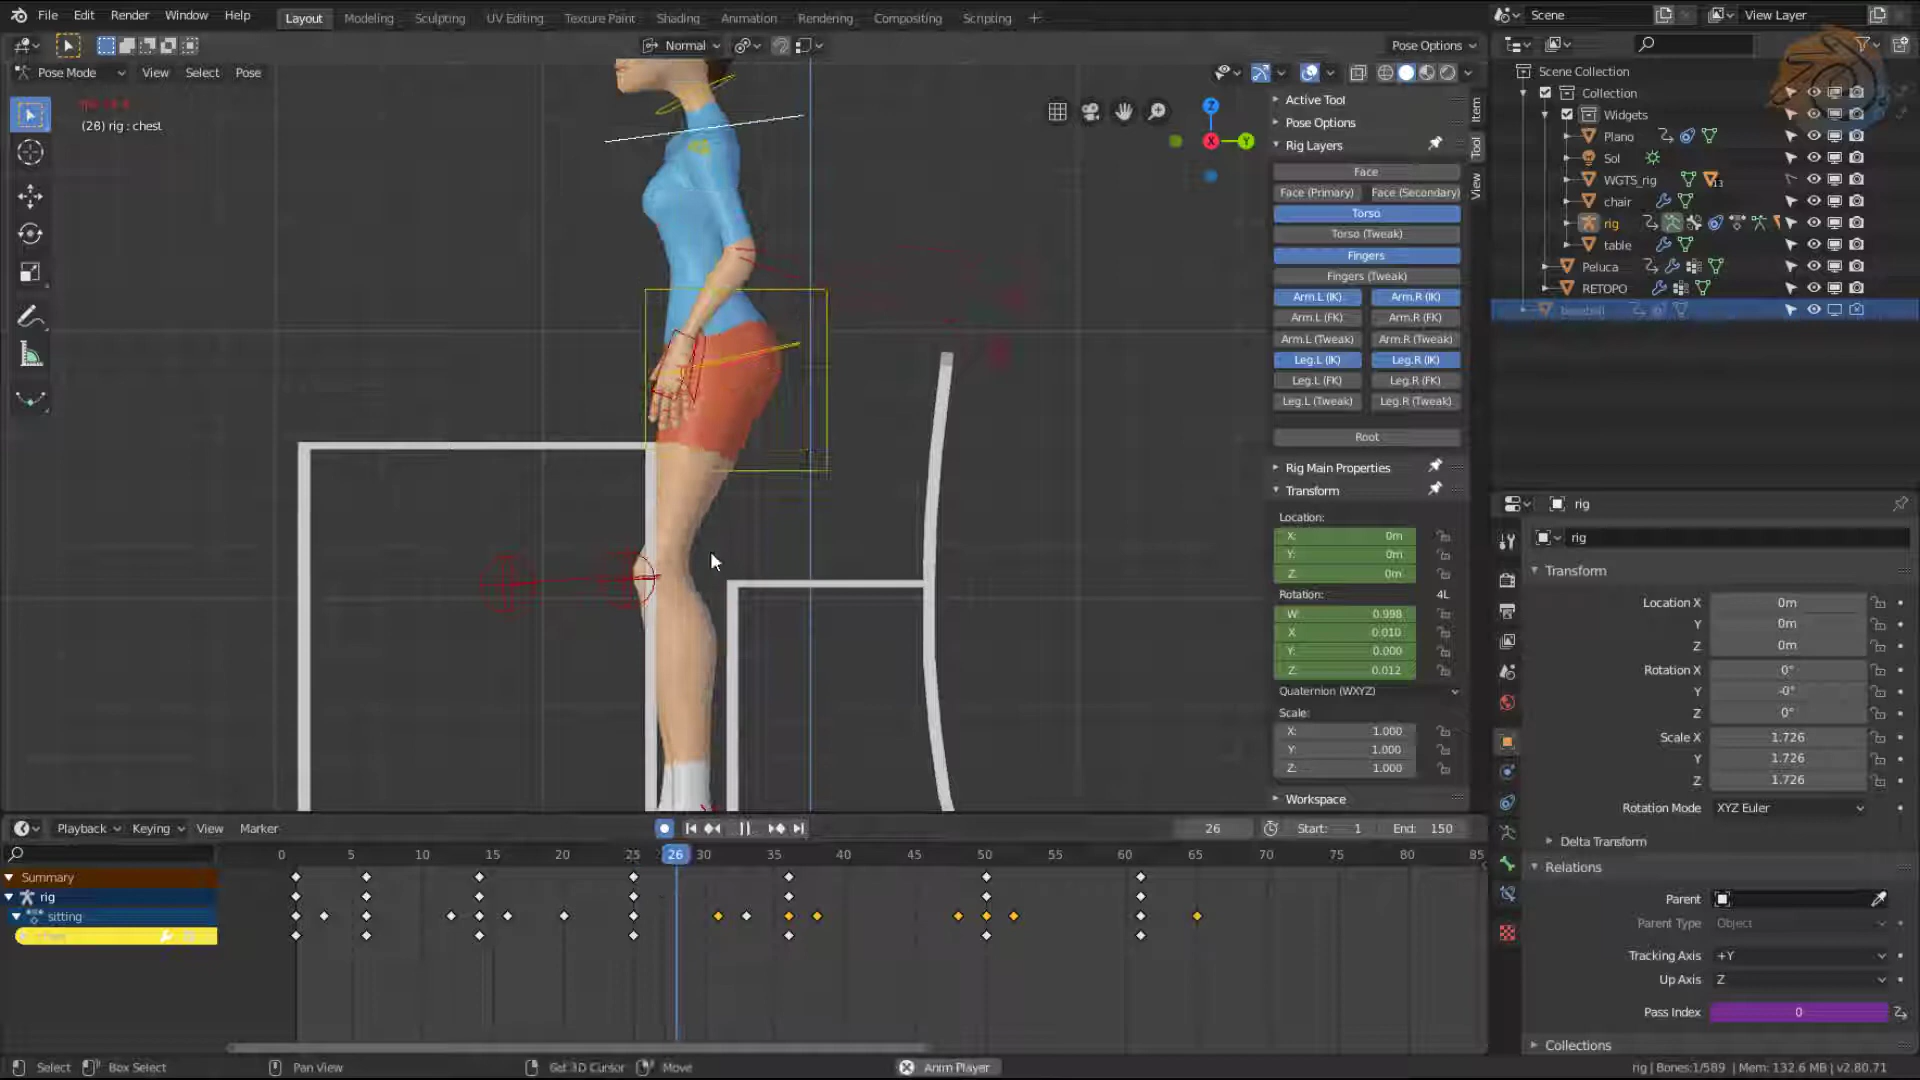 File Edit Render Window Help
Layout Modeling Sculpting UV Editing Texture Paint Shading Animation Rendering Compositing Scripting +
Scene
View Layer
Normal
Pose Options
Pose Mode View Select Pose
(28) rig : chest
Z
X
Y
Active Tool
Pose Options
Rig Layers
Face
Face (Primary) Face (Secondary)
Torso
Torso (Tweak)
Fingers
Fingers (Tweak)
Arm.L (IK) Arm.R (IK)
Arm.L (FK) Arm.R (FK)
Arm.L (Tweak) Arm.R (Tweak)
Leg.L (IK) Leg.R (IK)
Leg.L (FK) Leg.R (FK)
Leg.L (Tweak) Leg.R (Tweak)
Root
Rig Main Properties
Transform
Location:
X: 0m
Y: 0m
Z: 0m
Rotation: 4L
W: 0.998
X 0.010
Y: 0.000
Z: 0.012
Quaternion (WXYZ)
Scale:
X: 1.000
Y: 1.000
Z: 1.000
Workspace
Item
Tool
View
Scene Collection
Collection
Widgets
Plano
Sol
WGTS_rig 13
chair
rig
table
Peluca
RETOPO
rig
rig
Transform
Location X 0m
Y 0m
Z 0m
Rotation X 0°
Y -0°
Z 0°
Scale X 1.726
Y 1.726
Z 1.726
Rotation Mode XYZ Euler
Delta Transform
Relations
Parent
Parent Type Object
Tracking Axis +Y
Up Axis Z
Pass Index 0
Collections
Playback Keying View Marker
26 Start: 1 End: 150
0 5 10 15 20 25 26 30 35 40 45 50 55 60 65 70 75 80 85
Summary
rig
sitting
Select Box Select Pan View Get 3D Cursor Move Anim Player
rig | Bones:1/589 | Mem: 132.6 MB | v2.80.71